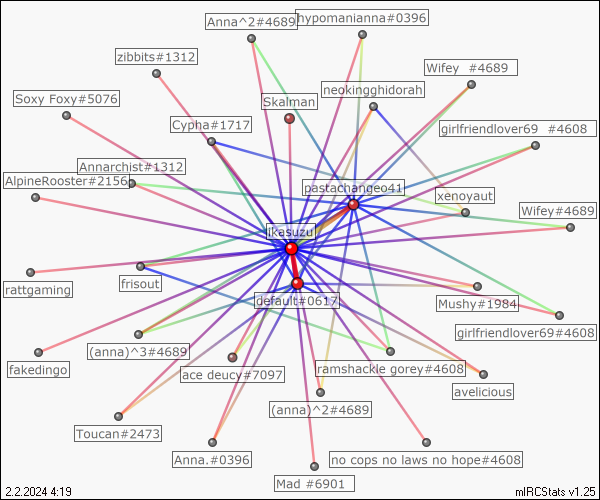 Anna^2#4689
hypomanianna#0396
zibbits#1312
Wifey #4689
neokingghidorah
Soxy Foxy#5076
Skalman
Cypha#1717
girlfriendlover69 #4608
Annarchist#1312
AlpineRooster#2156
pastachangeo41
xenoyaut
Wifey#4689
ikasuzu
rattgaming
frisout
default#0617
Mushy#1984
girlfriendlover69#4608
(anna)^3#4689
fakedingo
ace deucy#7097
ramshackle gorey#4608
avelicious
(anna)^2#4689
Toucan#2473
Anna.#0396
no cops no laws no hope#4608
Mad #6901
2.2.2024 4:19
mIRCStats v1.25